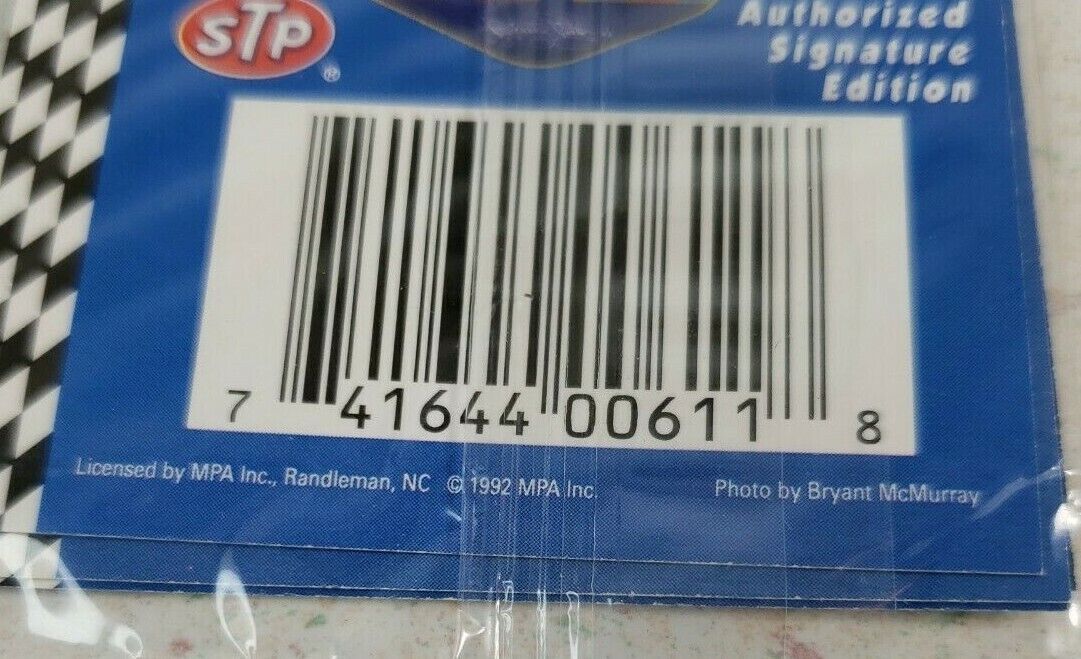 STP
®
Authorized
Signature
Edition
7 41644 00611 8
Licensed by MPA Inc., Randleman, NC © 1992 MPA Inc.
Photo by Bryant McMurray